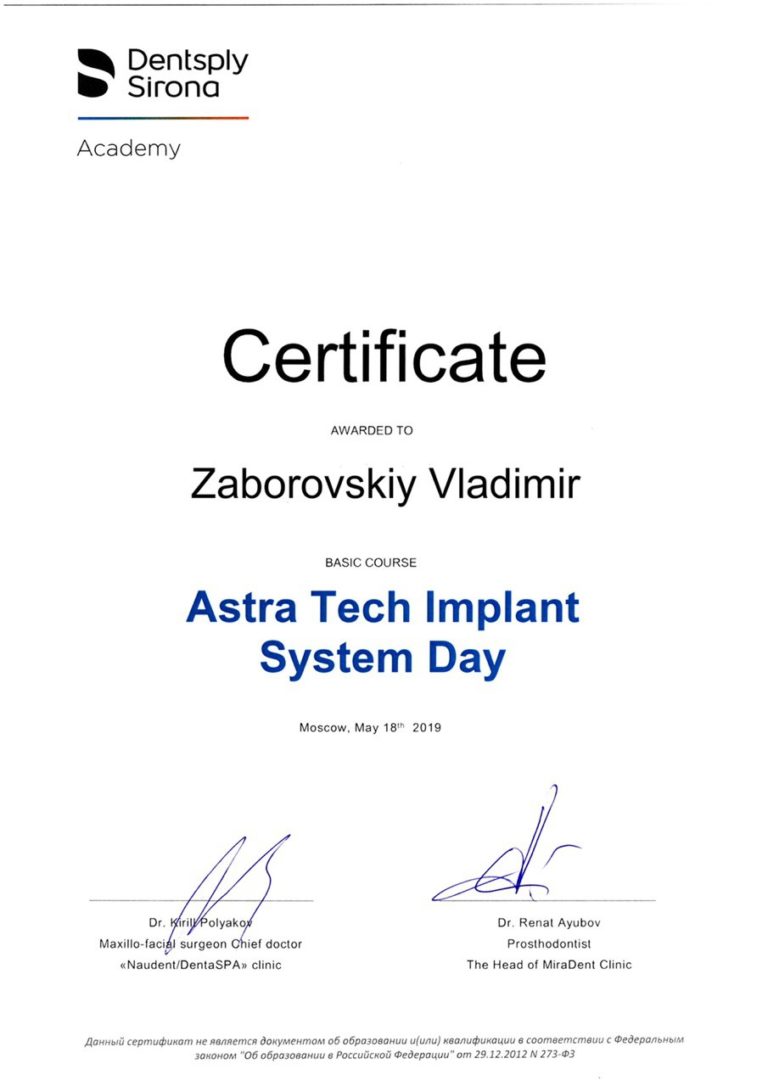 Dentsply
Sirona
Academy
Certificate
AWARDED TO
Zaborovskiy Vladimir
BASIC COURSE
Astra Tech Implant
System Day
Moscow, May 18th 2019
Dr. Kirill Polyakov
Maxillo-facial surgeon Chief doctor
«Naudent/DentaSPA» clinic
Dr. Renat Ayubov
Prosthodontist
The Head of MiraDent Clinic
Данный сертификат не является документом об образовании и(или) квалификации в соответствии с Федеральным
законом "Об образовании в Российской Федерации" от 29.12.2012 N 273-ФЗ